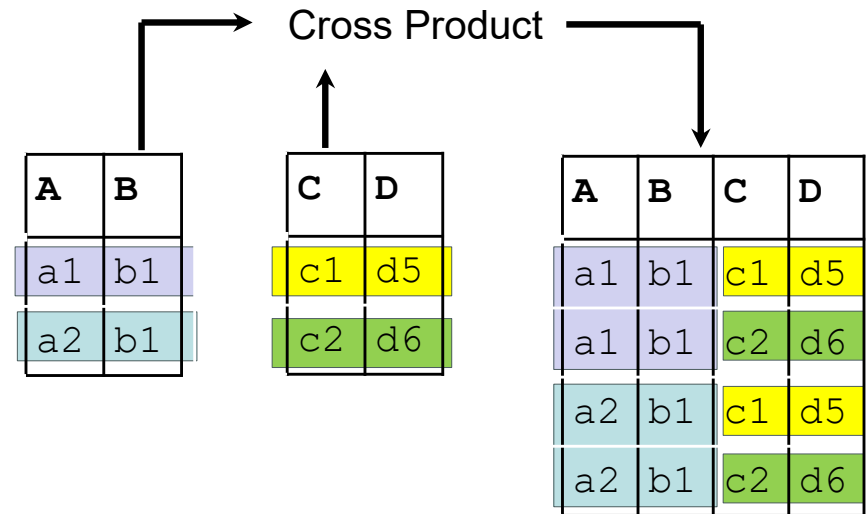 Cross Product
A B
a1 b1
a2 b1
C D
c1 d5
c2 d6
A B C D
a1 b1 c1 d5
a1 b1 c2 d6
a2 b1 c1 d5
a2 b1 c2 d6